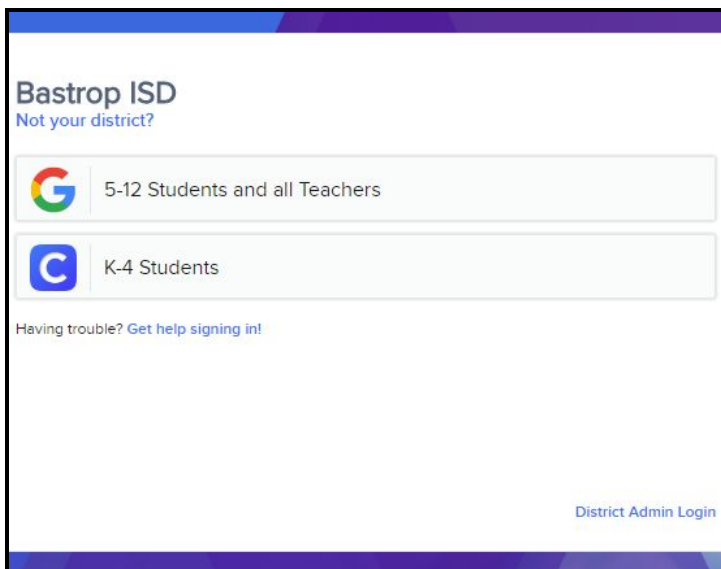 Bastrop ISD
Not your district?
5-12 Students and all Teachers
K-4 Students
Having trouble? Get help signing in!
District Admin Login